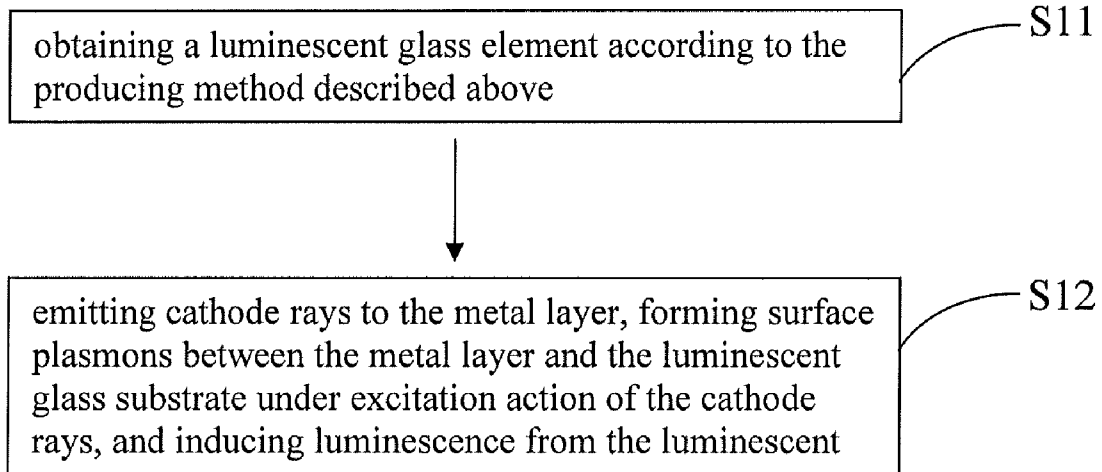 obtaining a luminescent glass element according to the
producing method described above
S11
emitting cathode rays to the metal layer, forming surface
plasmons between the metal layer and the luminescent
glass substrate under excitation action of the cathode
rays, and inducing luminescence from the luminescent
S12